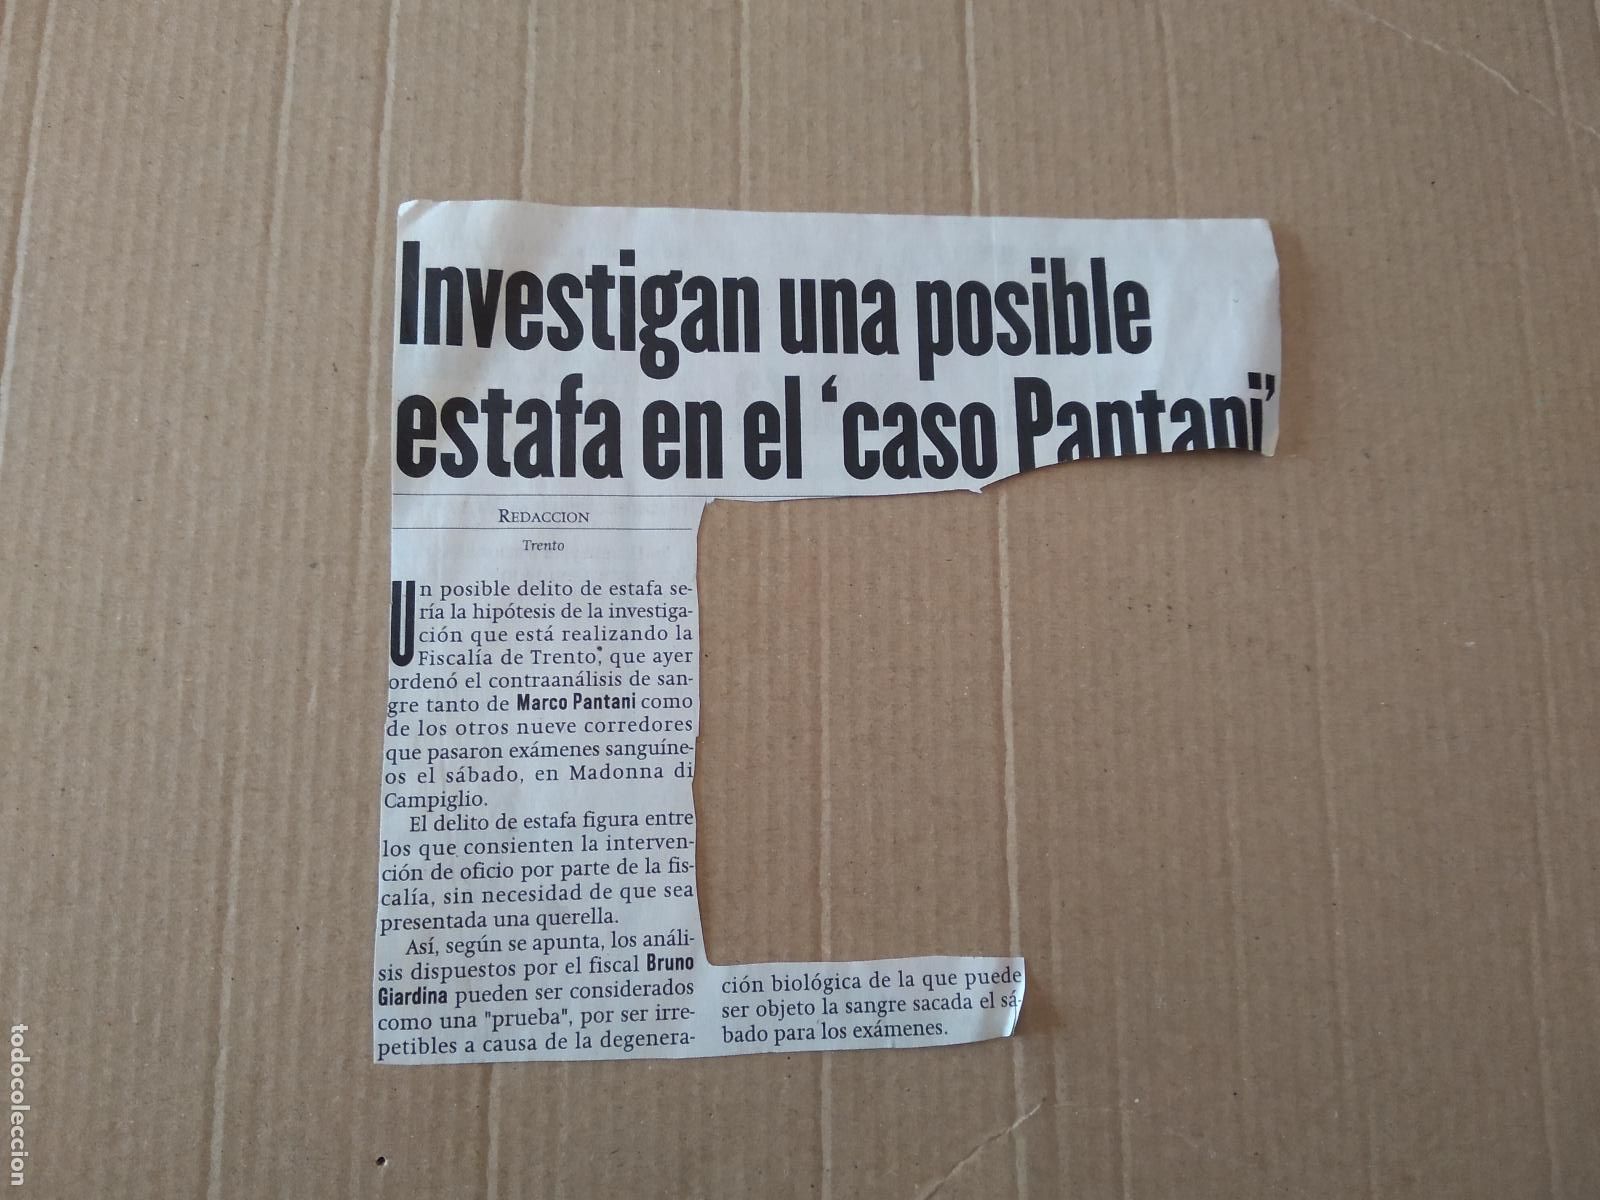 Investigan una posible
estafa en el ‘caso Pantani’
REDACCION
Trento
Un posible delito de estafa se-
ría la hipótesis de la investiga-
ción que está realizando la
Fiscalía de Trento, que ayer
ordenó el contraanálisis de san-
gre tanto de Marco Pantani como
de los otros nueve corredores
que pasaron exámenes sanguíne-
os el sábado, en Madonna di
Campiglio.
El delito de estafa figura entre
los que consienten la interven-
ción de oficio por parte de la fis-
calía, sin necesidad de que sea
presentada una querella.
Así, según se apunta, los análi-
sis dispuestos por el fiscal Bruno
Giardina pueden ser considerados
como una "prueba", por ser irre-
petibles a causa de la degenera-
ción biológica de la que puede
ser objeto la sangre sacada el sá-
bado para los exámenes.
todocoleccion